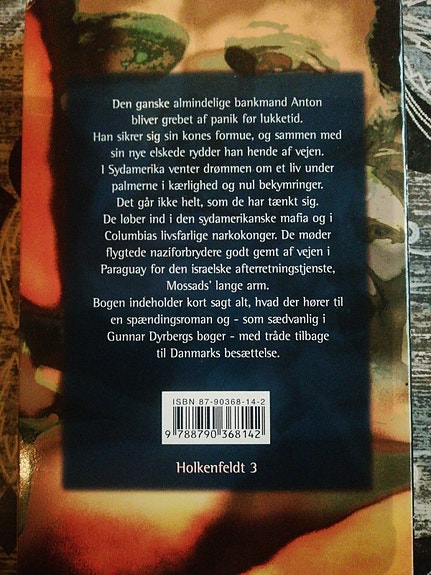 Den ganske almindelige bankmand Anton
bliver grebet af panik før lukketid.
Han sikrer sig sin kones formue, og sammen med
sin nye elskede rydder han hende af vejen.
I Sydamerika venter drømmen om et liv under
palmerne i kærlighed og nul bekymringer.
Det går ikke helt, som de har tænkt sig.
De løber ind i den sydamerikanske mafia og i
Columbias livsfarlige narkokonger. De møder
flygtede naziforbrydere godt gemt af vejen i
Paraguay for den israelske afterretningstjenste,
Mossads' lange arm.
Bogen indeholder kort sagt alt, hvad der hører til
en spændingsroman og - som sædvanlig i
Gunnar Dyrbergs bøger - med tråde tilbage
til Danmarks besættelse.
ISBN 87-90368-14-2
9 788790 368142
Holkenfeldt 3